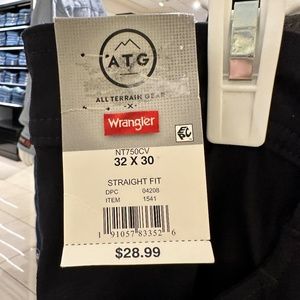 ATG
ALL TERRAIN GEAR
-X-
Wrangler
NT750CV
32 X 30
STRAIGHT FIT
DPC 04208
ITEM 1541
1 91057 83352 6
$28.99